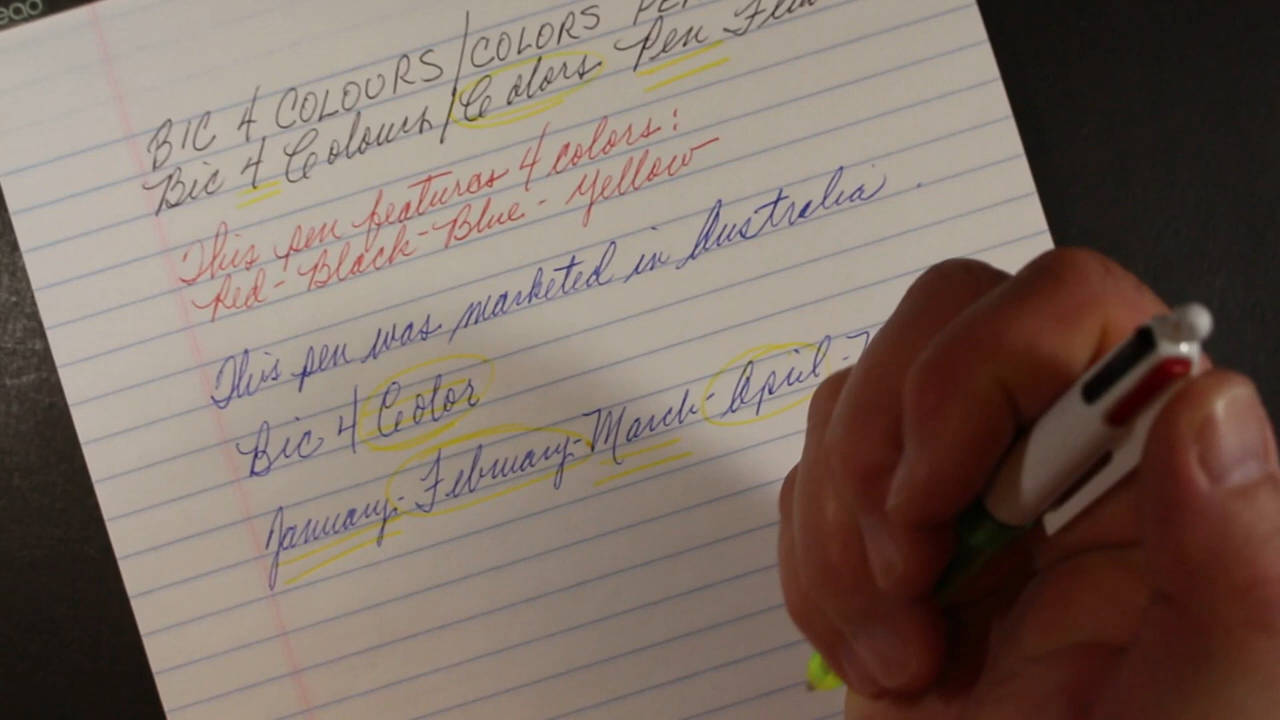 BIC 4 COLOURS/COLORS
Bic 4 Colours/Colors Pen
This pen features 4 colors:
Red-Black-Blue-Yellow
This pen was marketed in Australia.
Bic 4 Color
January-February-March-April-